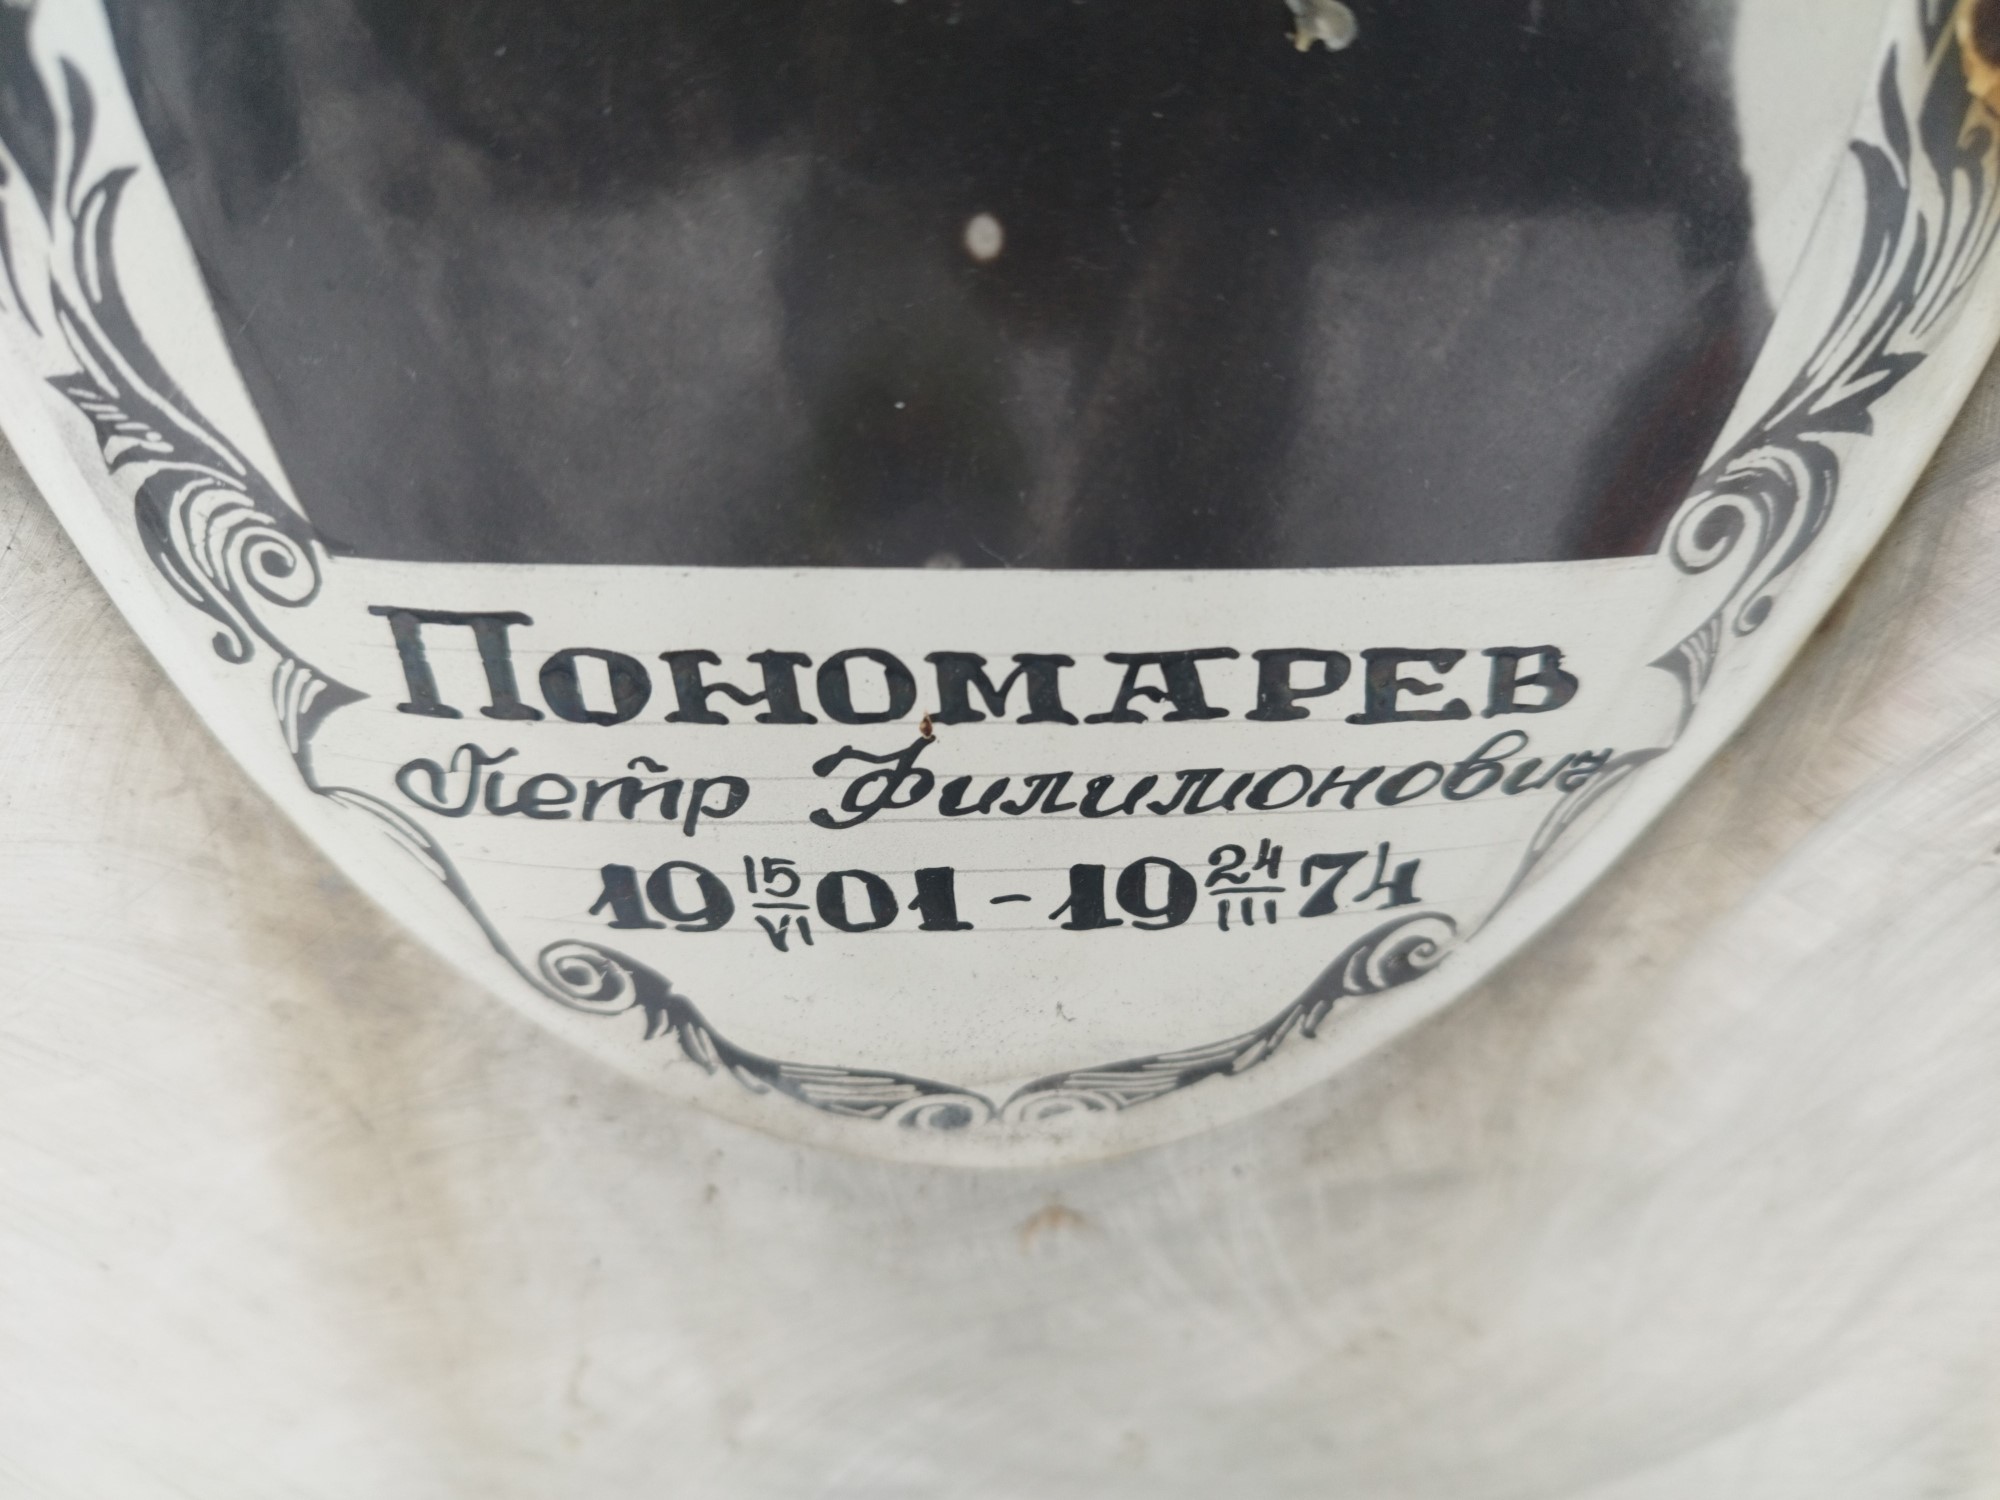 Пономарев
Петр Филимонович
19 15/VI 01 - 19 24/III 74